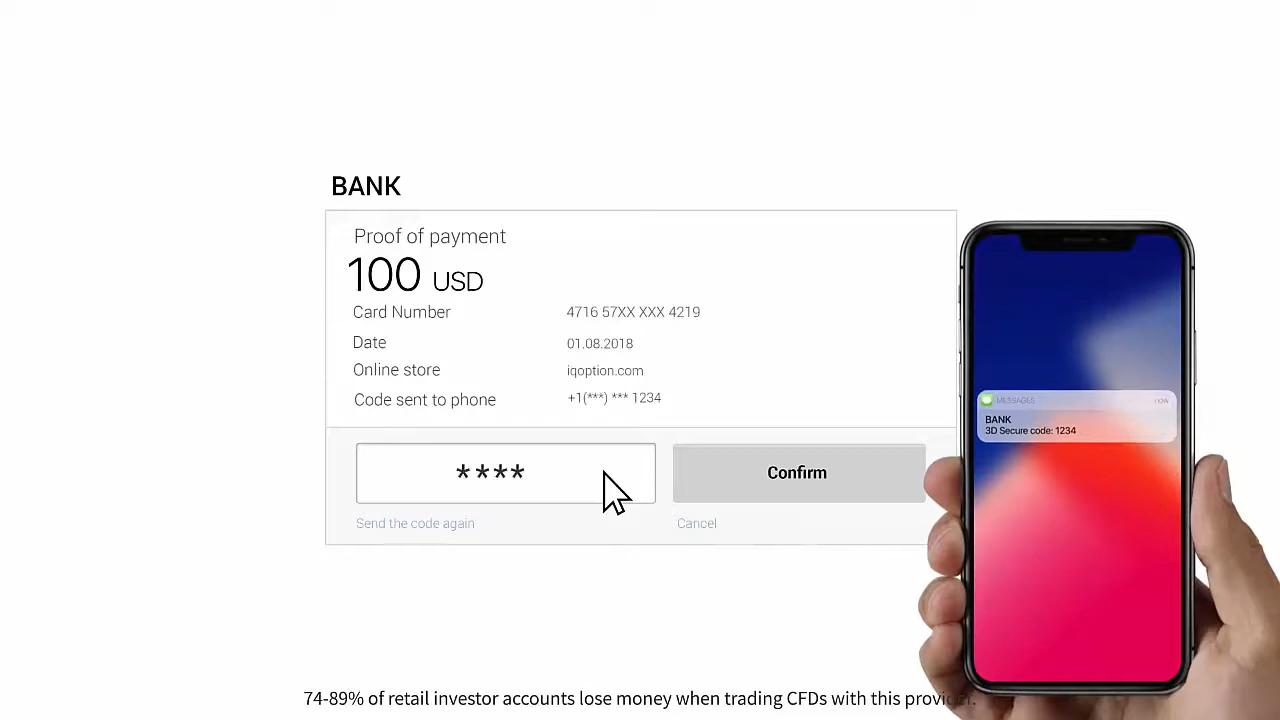 BANK
Proof of payment
100 USD
Card Number 4716 57XX XXX 4219
Date 01.08.2018
Online store iqoption.com
Code sent to phone +1(***) *** 1234
**** Confirm
Send the code again Cancel
MESSAGES now
BANK
3D Secure code: 1234
74-89% of retail investor accounts lose money when trading CFDs with this provider.